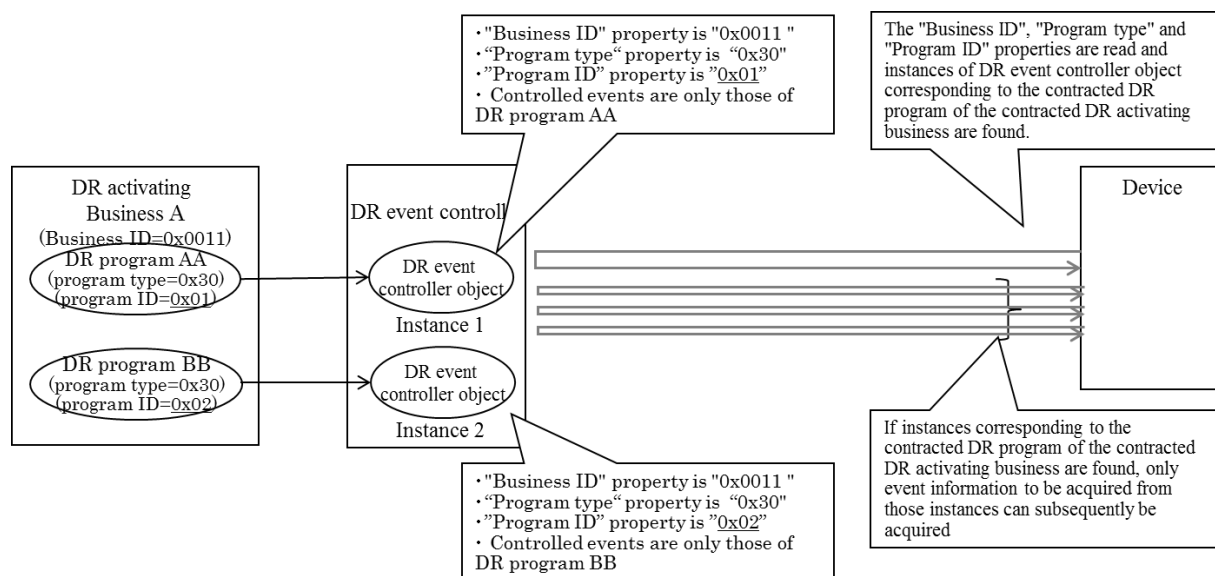 ・"Business ID" property is "0x0011 "
・“Program type“ property is “0x30"
・”Program ID” property is ”0x01”
・ Controlled events are only those of
DR program AA
The "Business ID", "Program type" and
"Program ID" properties are read and
instances of DR event controller object
corresponding to the contracted DR
program of the contracted DR activating
business are found.
DR activating
Business A
(Business ID=0x0011)
DR program AA
(program type=0x30)
(program ID=0x01)
DR program BB
(program type=0x30)
(program ID=0x02)
DR event controll
DR event
controller object
Instance 1
DR event
controller object
Instance 2
Device
・"Business ID" property is "0x0011 "
・“Program type“ property is “0x30"
・”Program ID” property is ”0x02”
・ Controlled events are only those of
DR program BB
If instances corresponding to the
contracted DR program of the contracted
DR activating business are found, only
event information to be acquired from
those instances can subsequently be
acquired